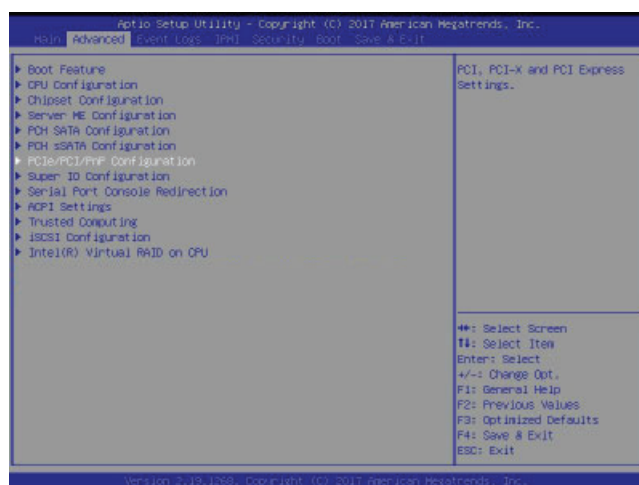 Aptio Setup Utility - Copyright (C) 2017 American Megatrends, Inc.
Main Advanced Event Logs IPMI Security Boot Save & Exit
Boot Feature
CPU Configuration
Chipset Configuration
Server ME Configuration
PCH SATA Configuration
PCH sSATA Configuration
PCIe/PCI/PnP Configuration
Super IO Configuration
Serial Port Console Redirection
ACPI Settings
Trusted Computing
iSCSI Configuration
Intel(R) Virtual RAID on CPU
PCI, PCI-X and PCI Express
Settings.
↔: Select Screen
↑↓: Select Item
Enter: Select
+/-: Change Opt.
F1: General Help
F2: Previous Values
F3: Optimized Defaults
F4: Save & Exit
ESC: Exit
Version 2.19.1268. Copyright (C) 2017 American Megatrends, Inc.